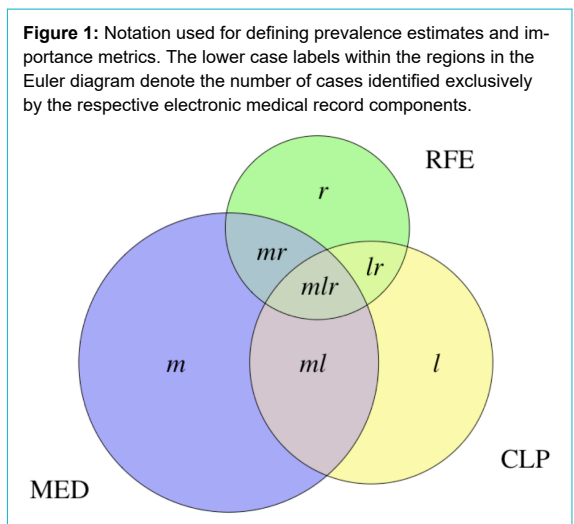 Figure 1: Notation used for defining prevalence estimates and im-
portance metrics. The lower case labels within the regions in the
Euler diagram denote the number of cases identified exclusively
by the respective electronic medical record components.
RFE
r
mr
lr
mlr
m
ml
l
CLP
MED